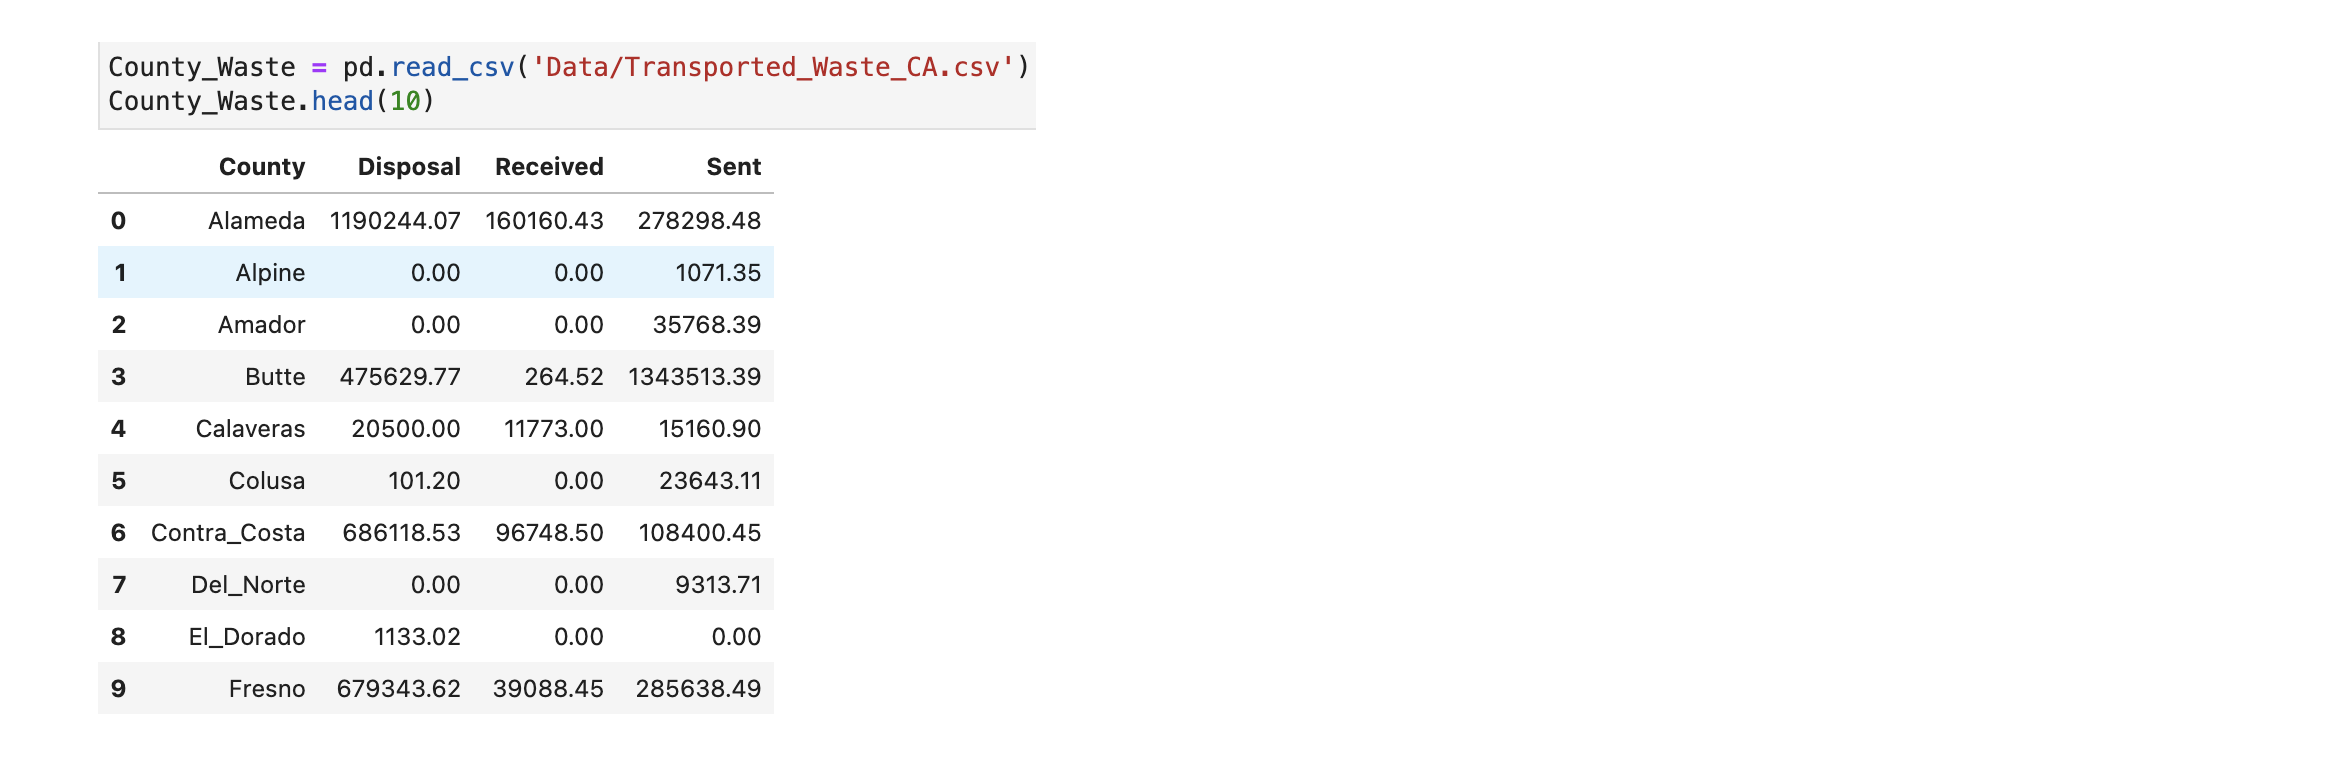 County_Waste = pd.read_csv('Data/Transported_Waste_CA.csv')
County_Waste.head(10)
County Disposal Received Sent
0 Alameda 1190244.07 160160.43 278298.48
1 Alpine 0.00 0.00 1071.35
2 Amador 0.00 0.00 35768.39
3 Butte 475629.77 264.52 1343513.39
4 Calaveras 20500.00 11773.00 15160.90
5 Colusa 101.20 0.00 23643.11
6 Contra_Costa 686118.53 96748.50 108400.45
7 Del_Norte 0.00 0.00 9313.71
8 El_Dorado 1133.02 0.00 0.00
9 Fresno 679343.62 39088.45 285638.49